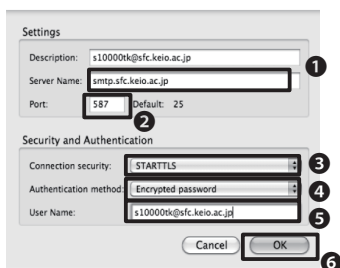 Settings
Description: s10000tk@sfc.keio.ac.jp
Server Name: smtp.sfc.keio.ac.jp
1
Port: 587 Default: 25
2
Security and Authentication
Connection security: STARTTLS
3
Authentication method: Encrypted password
4
User Name: s10000tk@sfc.keio.ac.jp
5
Cancel OK
6